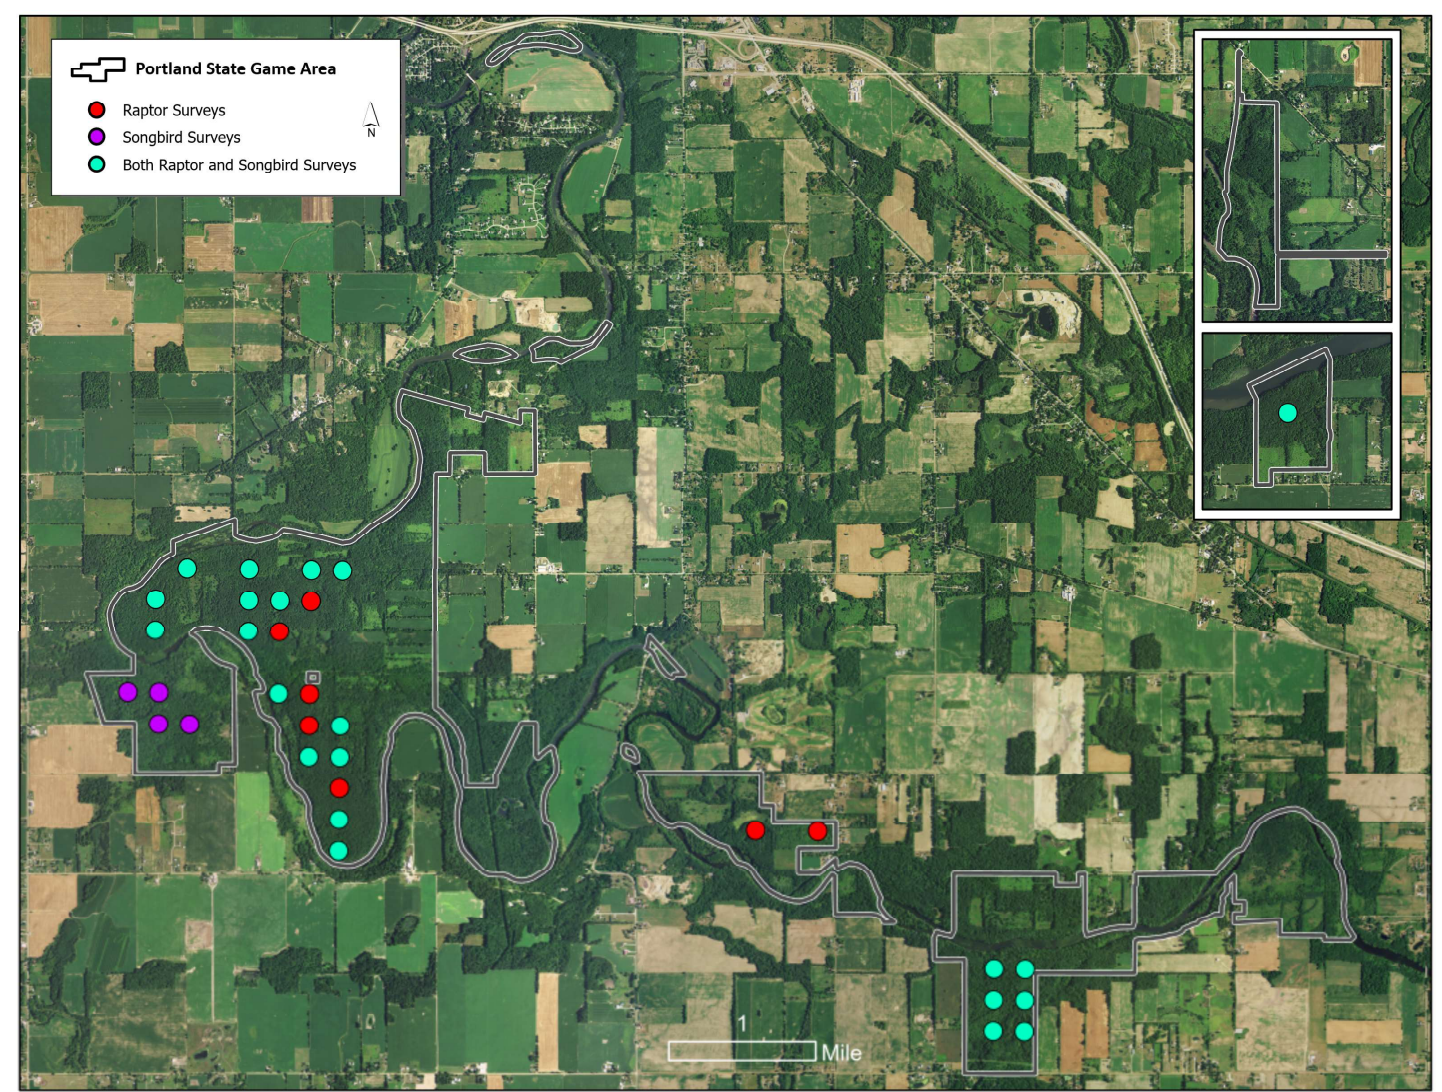 Portland State Game Area
Raptor Surveys
N
Songbird Surveys
Both Raptor and Songbird Surveys
1
Mile